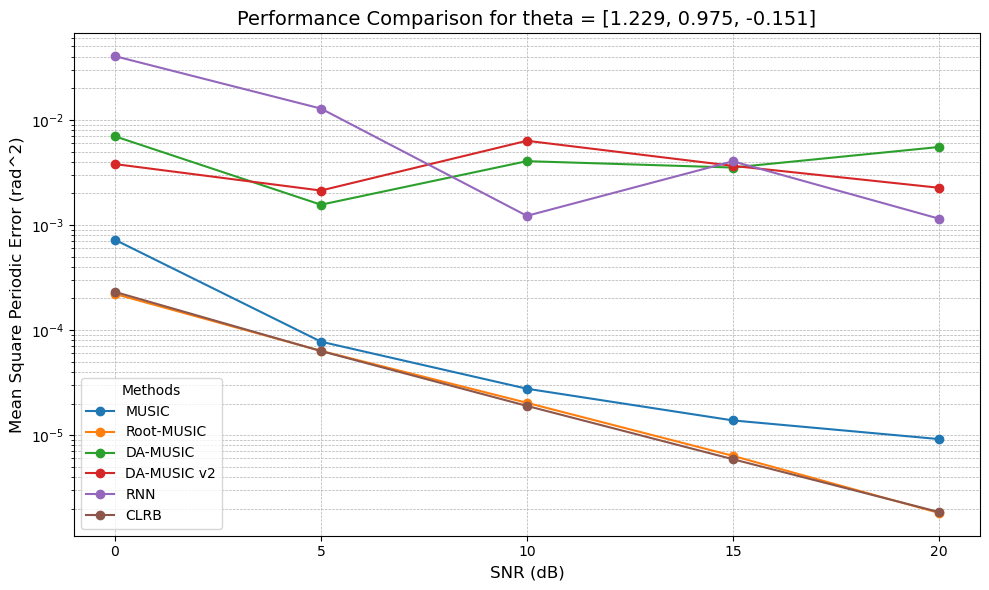 Performance Comparison for theta = [1.229, 0.975, -0.151]
Mean Square Periodic Error (rad^2)
10^-2
10^-3
10^-4
10^-5
Methods
MUSIC
Root-MUSIC
DA-MUSIC
DA-MUSIC v2
RNN
CLRB
0 5 10 15 20
SNR (dB)